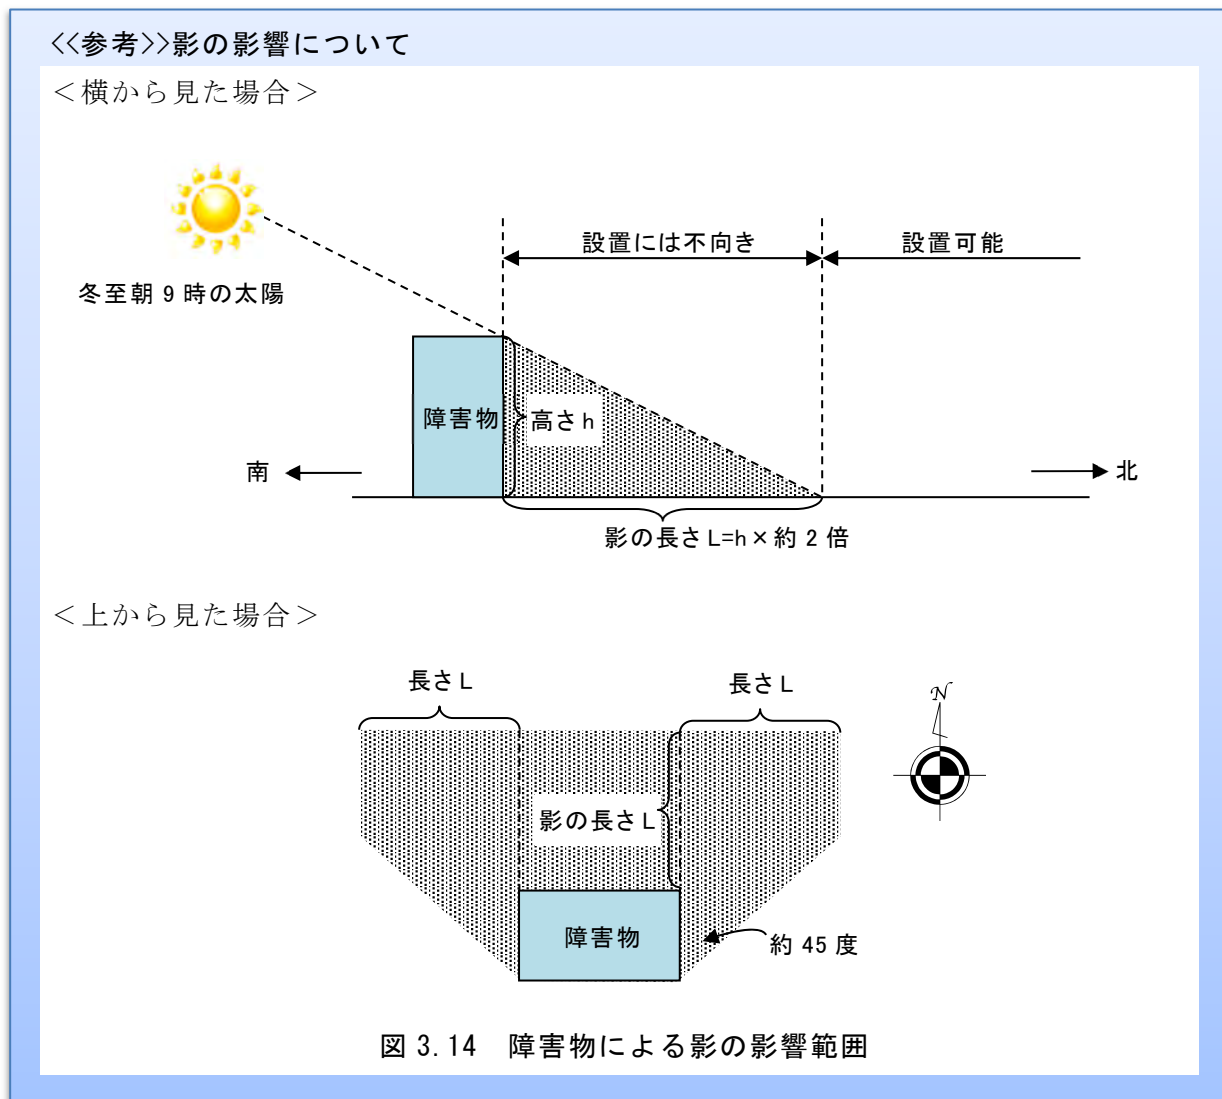 <<参考>>影の影響について
＜横から見た場合＞
設置には不向き
設置可能
冬至朝 9 時の太陽
障害物
高さ h
南
北
影の長さ L=h×約 2 倍
＜上から見た場合＞
長さ L
長さ L
N
影の長さ L
障害物
約 45 度
図 3.14 障害物による影の影響範囲